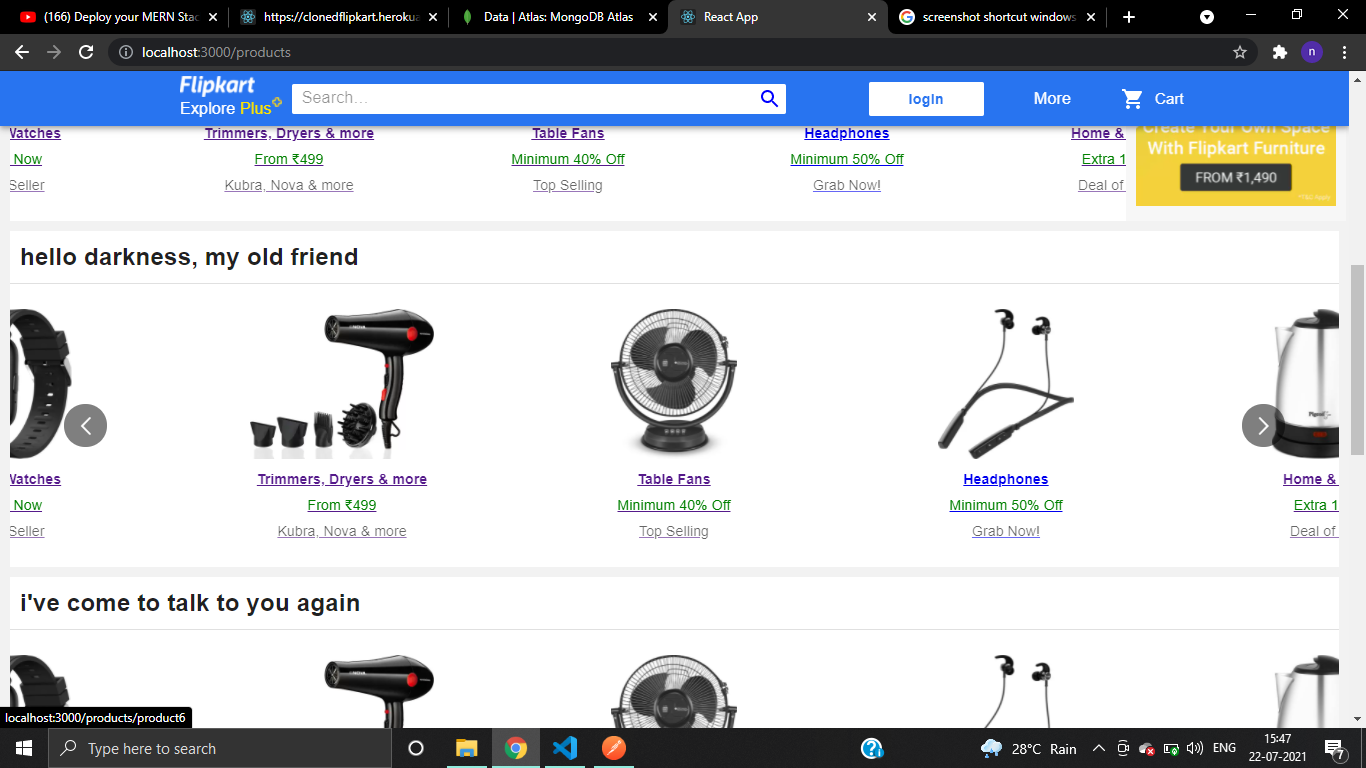 (166) Deploy your MERN Stac
https://clonedflipkart.heroku
Data | Atlas: MongoDB Atlas
React App
screenshot shortcut windows
localhost:3000/products
n
Flipkart
Explore Plus
Search…
login
More
Cart
Watches
Trimmers, Dryers & more
Table Fans
Headphones
Home &
Create Your Own Space
With Flipkart Furniture
FROM ₹1,490
Now
From ₹499
Minimum 40% Off
Minimum 50% Off
Extra 1
Seller
Kubra, Nova & more
Top Selling
Grab Now!
Deal of
hello darkness, my old friend
Watches
Trimmers, Dryers & more
Table Fans
Headphones
Home &
Now
From ₹499
Minimum 40% Off
Minimum 50% Off
Extra 1
Seller
Kubra, Nova & more
Top Selling
Grab Now!
Deal of
i've come to talk to you again
localhost:3000/products/product6
Type here to search
28°C Rain
ENG
15:47
22-07-2021
7